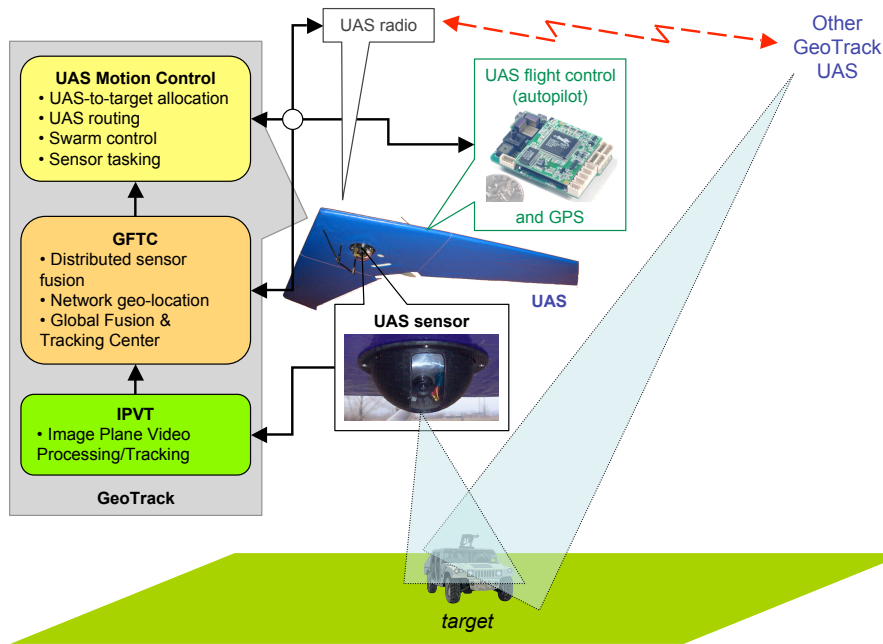 UAS radio
Other
GeoTrack
UAS
UAS Motion Control
• UAS-to-target allocation
• UAS routing
• Swarm control
• Sensor tasking
UAS flight control
(autopilot)
and GPS
GFTC
• Distributed sensor
fusion
• Network geo-location
• Global Fusion &
Tracking Center
UAS
UAS sensor
IPVT
• Image Plane Video
Processing/Tracking
GeoTrack
target